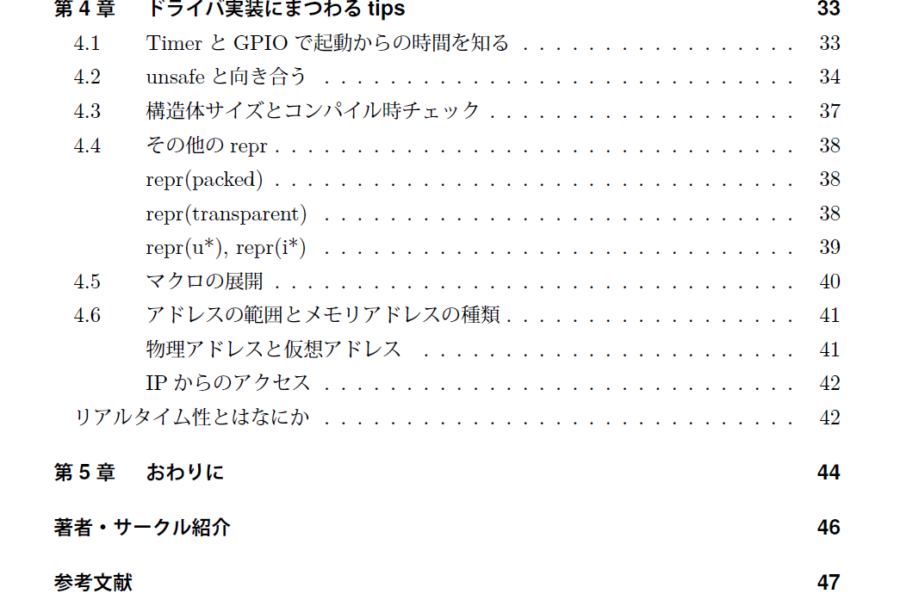 第 4 章 ドライバ実装にまつわる tips 33
4.1 Timer と GPIO で起動からの時間を知る . . . . . . . . . . . . . . . . . 33
4.2 unsafe と向き合う . . . . . . . . . . . . . . . . . . . . . . . . . . . . . 34
4.3 構造体サイズとコンパイル時チェック . . . . . . . . . . . . . . . . . . . 37
4.4 その他の repr . . . . . . . . . . . . . . . . . . . . . . . . . . . . . . . . 38
repr(packed) . . . . . . . . . . . . . . . . . . . . . . . . . . . . . . . . 38
repr(transparent) . . . . . . . . . . . . . . . . . . . . . . . . . . . . . 38
repr(u*), repr(i*) . . . . . . . . . . . . . . . . . . . . . . . . . . . . . 39
4.5 マクロの展開 . . . . . . . . . . . . . . . . . . . . . . . . . . . . . . . . 40
4.6 アドレスの範囲とメモリアドレスの種類 . . . . . . . . . . . . . . . . . . 41
物理アドレスと仮想アドレス . . . . . . . . . . . . . . . . . . . . . . . 41
IP からのアクセス . . . . . . . . . . . . . . . . . . . . . . . . . . . . . 42
リアルタイム性とはなにか . . . . . . . . . . . . . . . . . . . . . . . . . . . . . 42
第 5 章 おわりに 44
著者・サークル紹介 46
参考文献 47